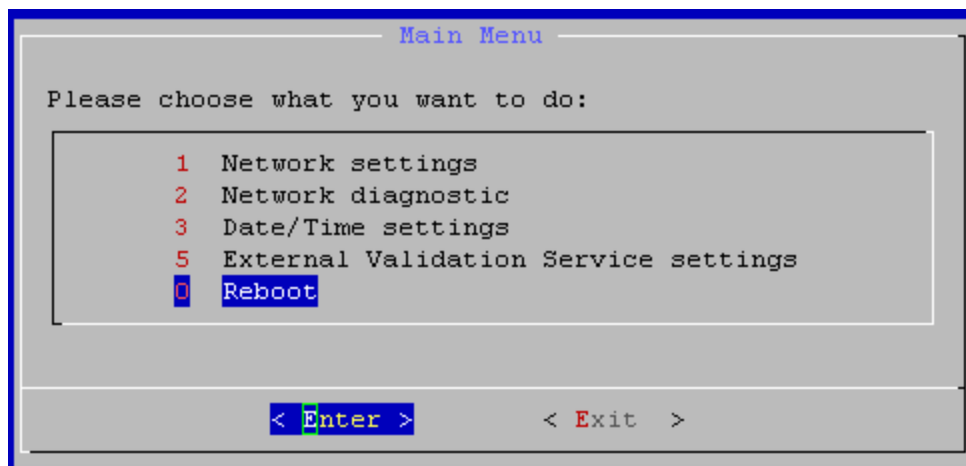 Main Menu
Please choose what you want to do:
1 Network settings
2 Network diagnostic
3 Date/Time settings
5 External Validation Service settings
0 Reboot
< Enter > < Exit >